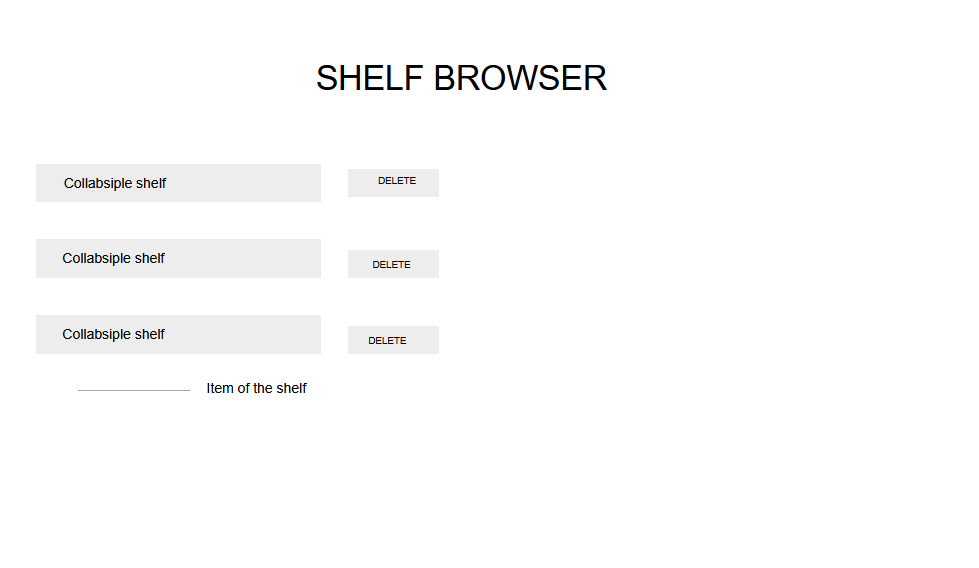 SHELF BROWSER
Collabsiple shelf
DELETE
Collabsiple shelf
DELETE
Collabsiple shelf
DELETE
Item of the shelf